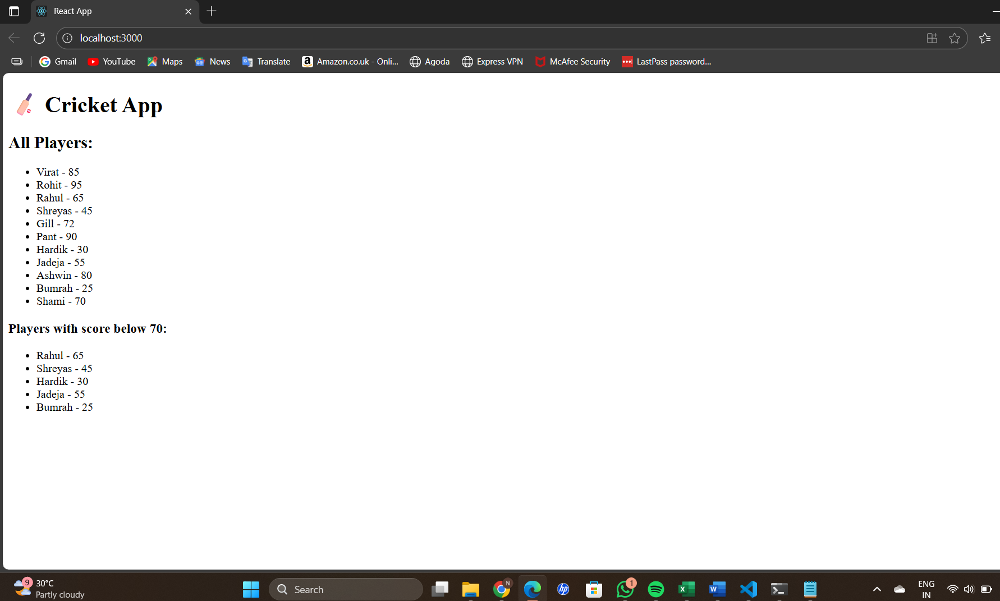 React App
localhost:3000
Gmail
YouTube
Maps
News
Translate
Amazon.co.uk - Onli...
Agoda
Express VPN
McAfee Security
LastPass password...
Cricket App
All Players:
• Virat - 85
• Rohit - 95
• Rahul - 65
• Shreyas - 45
• Gill - 72
• Pant - 90
• Hardik - 30
• Jadeja - 55
• Ashwin - 80
• Bumrah - 25
• Shami - 70
Players with score below 70:
• Rahul - 65
• Shreyas - 45
• Hardik - 30
• Jadeja - 55
• Bumrah - 25
9
30°C
Partly cloudy
Search
N
hp
1
ENG
IN